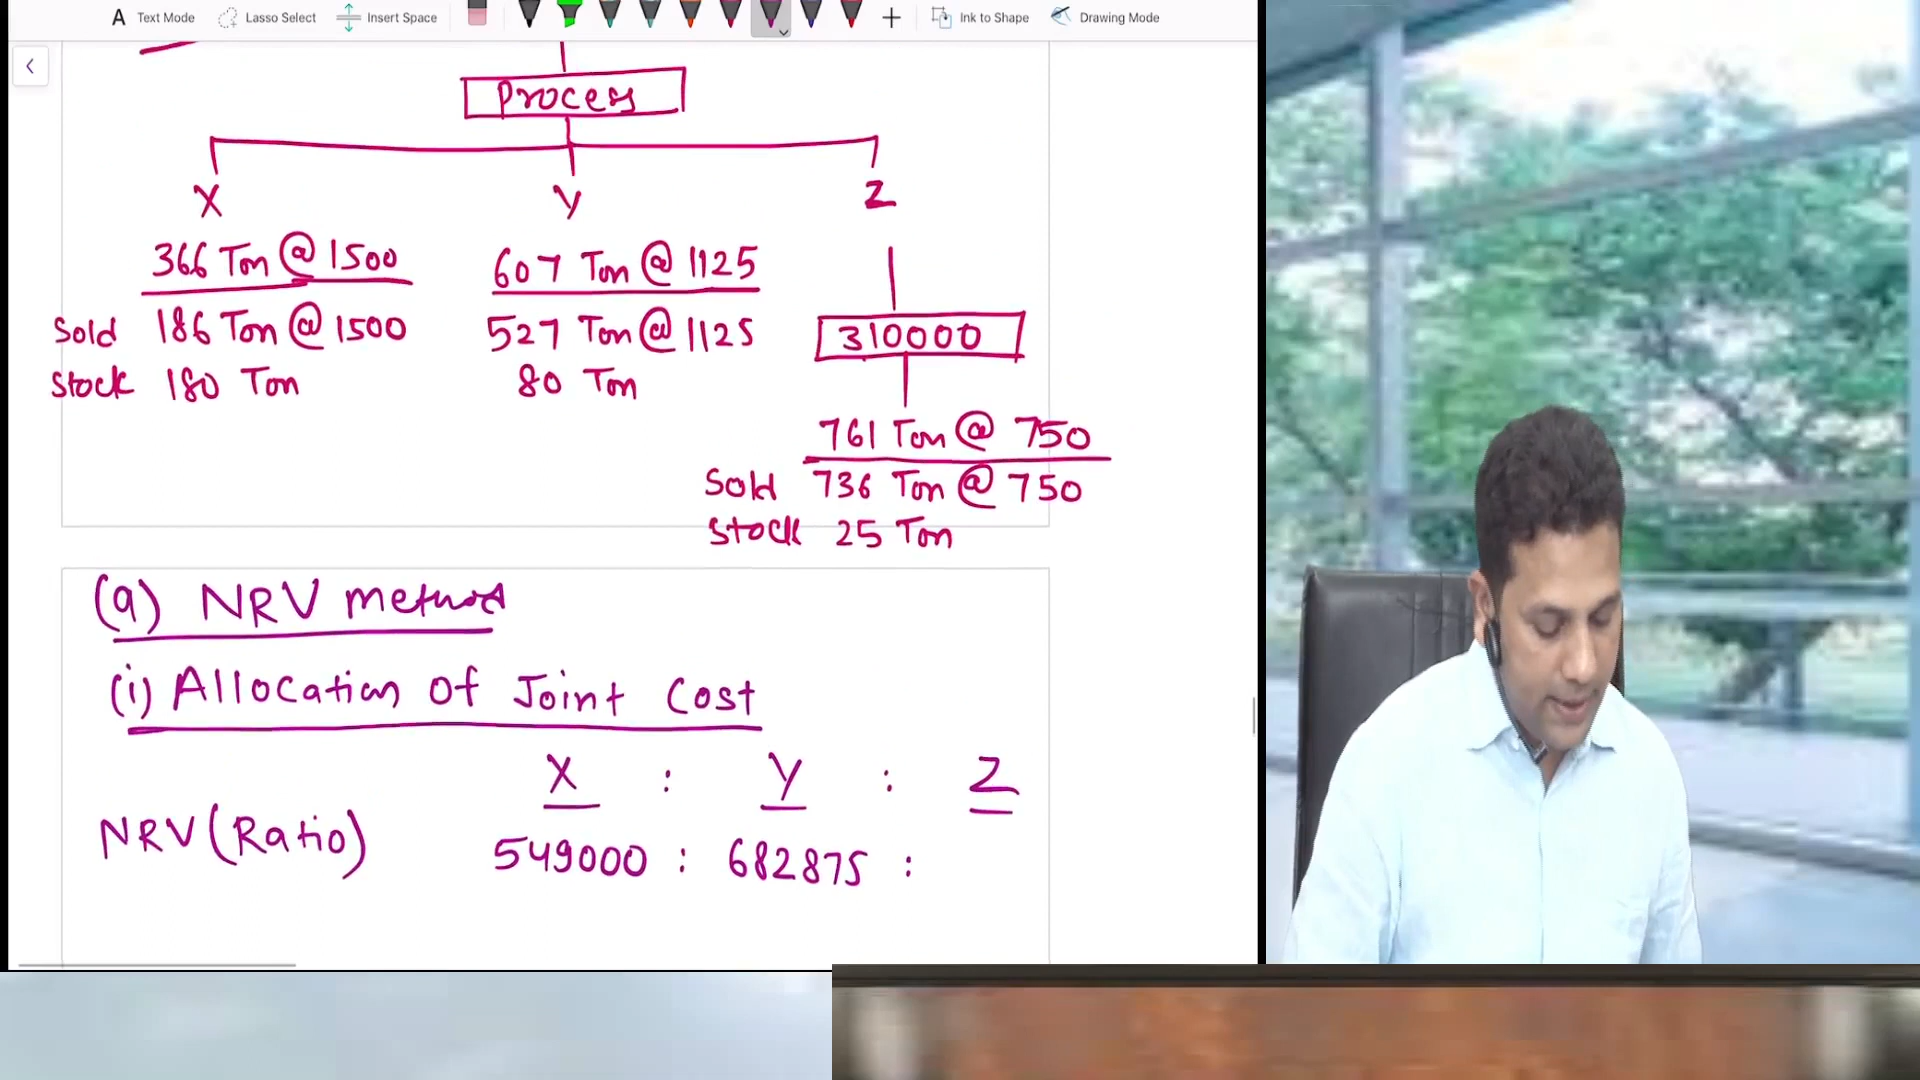 A Text Mode Lasso Select Insert Space Ink to Shape Drawing Mode
Process
X Y Z
366 Ton @ 1500 607 Ton @ 1125
Sold 186 Ton @ 1500 527 Ton @ 1125 310000
Stock 180 Ton 80 Ton
761 Ton @ 750
Sold 736 Ton @ 750
Stock 25 Ton
(a) NRV method
(i) Allocation of Joint Cost
X : Y : Z
NRV (Ratio) 549000 : 682875 :